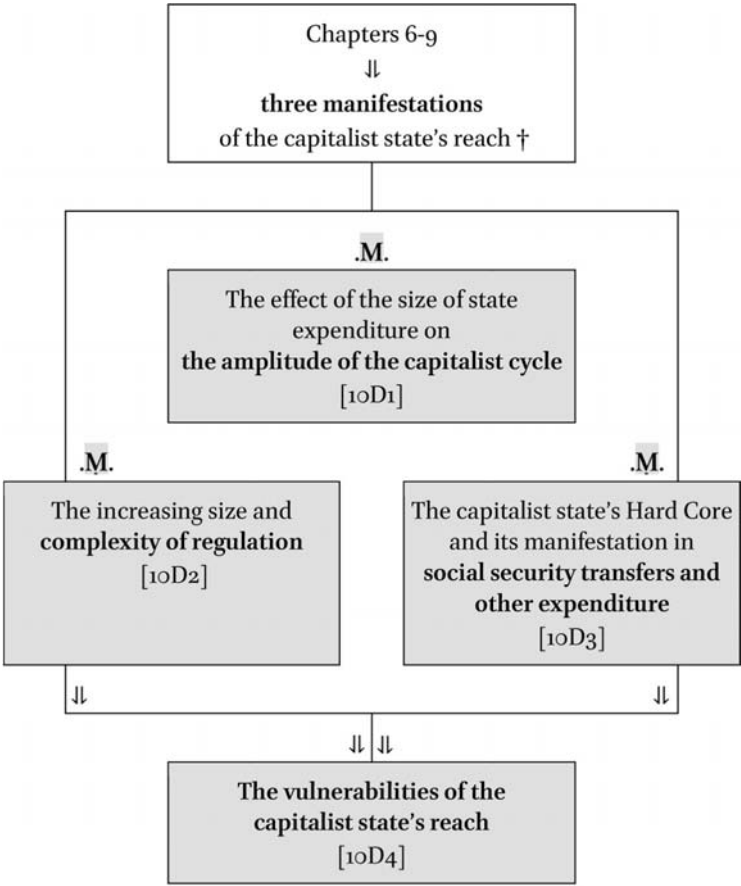 Chapters 6-9
⇓
three manifestations
of the capitalist state's reach †
.M.
The effect of the size of state
expenditure on
the amplitude of the capitalist cycle
[10D1]
.M.
.M.
The increasing size and
complexity of regulation
[10D2]
The capitalist state's Hard Core
and its manifestation in
social security transfers and
other expenditure
[10D3]
⇓
⇓
⇓ ⇓
The vulnerabilities of the
capitalist state's reach
[10D4]